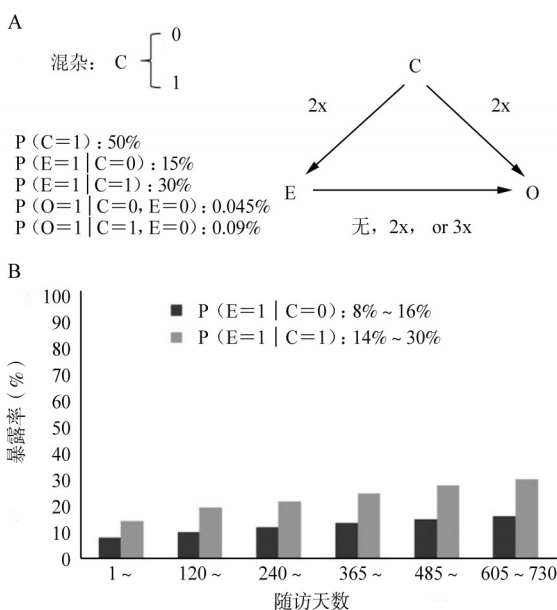 A
混杂： C
0
1
C
2x
2x
E
O
无，2x， or 3x
P（C＝1）：50%
P（E＝1│C＝0）：15%
P（E＝1│C＝1）：30%
P（O＝1│C＝0，E＝0）：0.045%
P（O＝1│C＝1，E＝0）：0.09%
B
P（E＝1│C＝0）：8%～16%
P（E＝1│C＝1）：14%～30%
暴露率（%）
100
90
80
70
60
50
40
30
20
10
0
1～ 120～ 240～ 365～ 485～ 605～730
随访天数